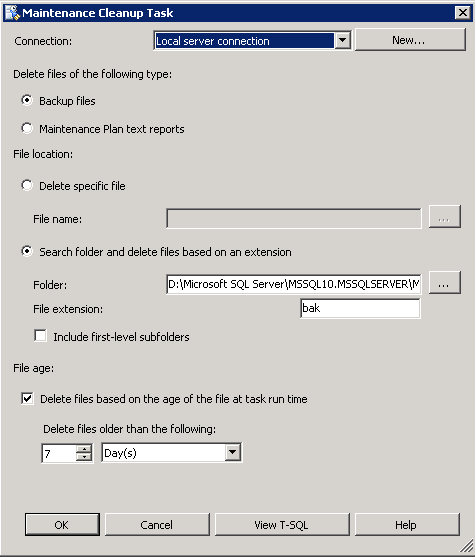 Maintenance Cleanup Task
Connection: Local server connection New...
Delete files of the following type:
Backup files
Maintenance Plan text reports
File location:
Delete specific file
File name: ...
Search folder and delete files based on an extension
Folder: D:\Microsoft SQL Server\MSSQL10.MSSQLSERVER\M ...
File extension: bak
Include first-level subfolders
File age:
Delete files based on the age of the file at task run time
Delete files older than the following:
7 Day(s)
OK Cancel View T-SQL Help